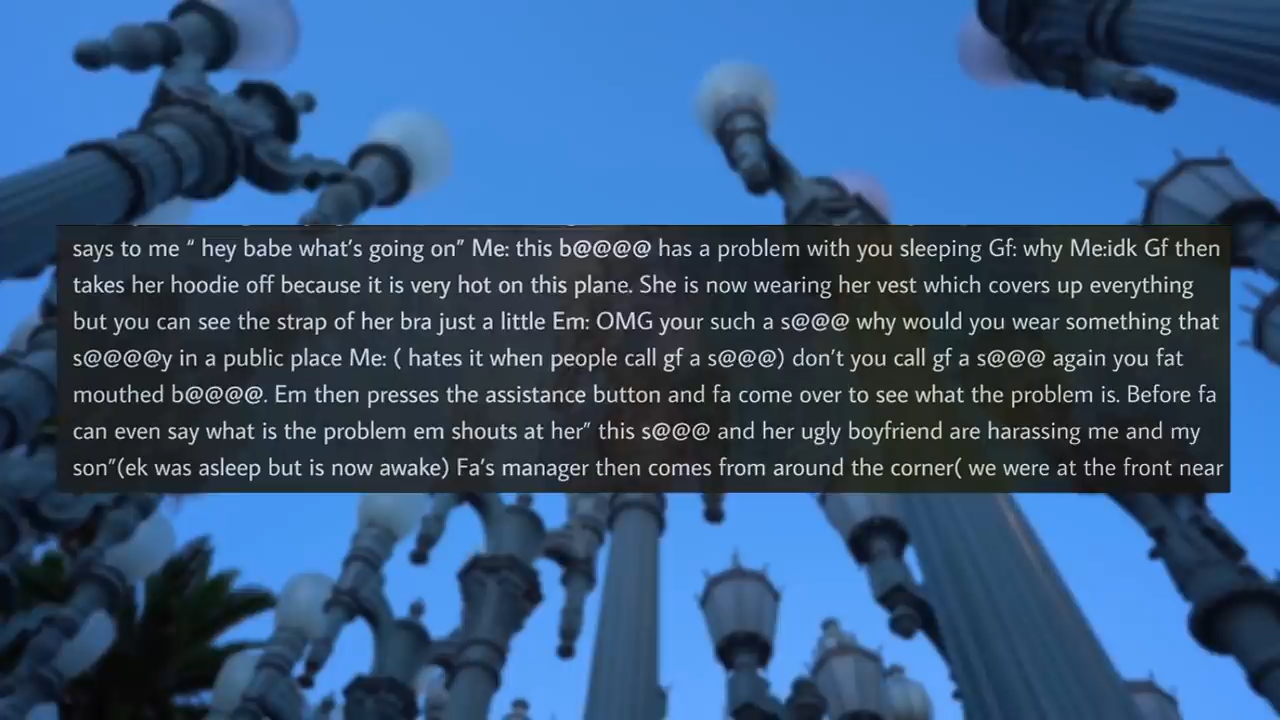 says to me “ hey babe what’s going on” Me: this b@@@@ has a problem with you sleeping Gf: why Me:idk Gf then
takes her hoodie off because it is very hot on this plane. She is now wearing her vest which covers up everything
but you can see the strap of her bra just a little Em: OMG your such a s@@@ why would you wear something that
s@@@@y in a public place Me: ( hates it when people call gf a s@@@) don’t you call gf a s@@@ again you fat
mouthed b@@@@. Em then presses the assistance button and fa come over to see what the problem is. Before fa
can even say what is the problem em shouts at her” this s@@@ and her ugly boyfriend are harassing me and my
son”(ek was asleep but is now awake) Fa’s manager then comes from around the corner( we were at the front near